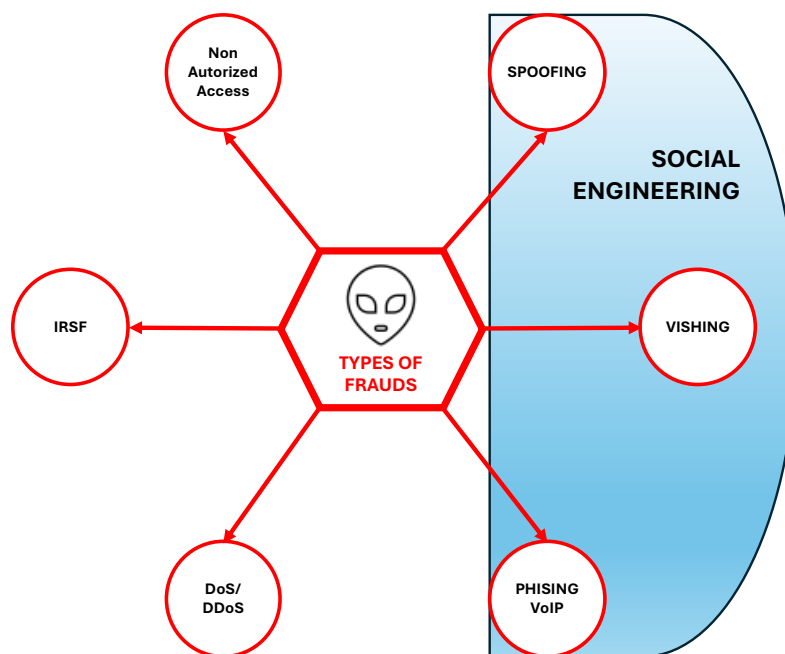 Non
Autorized
Access
SPOOFING
SOCIAL
ENGINEERING
IRSF
TYPES OF
FRAUDS
VISHING
DoS/
DDoS
PHISING
VoIP